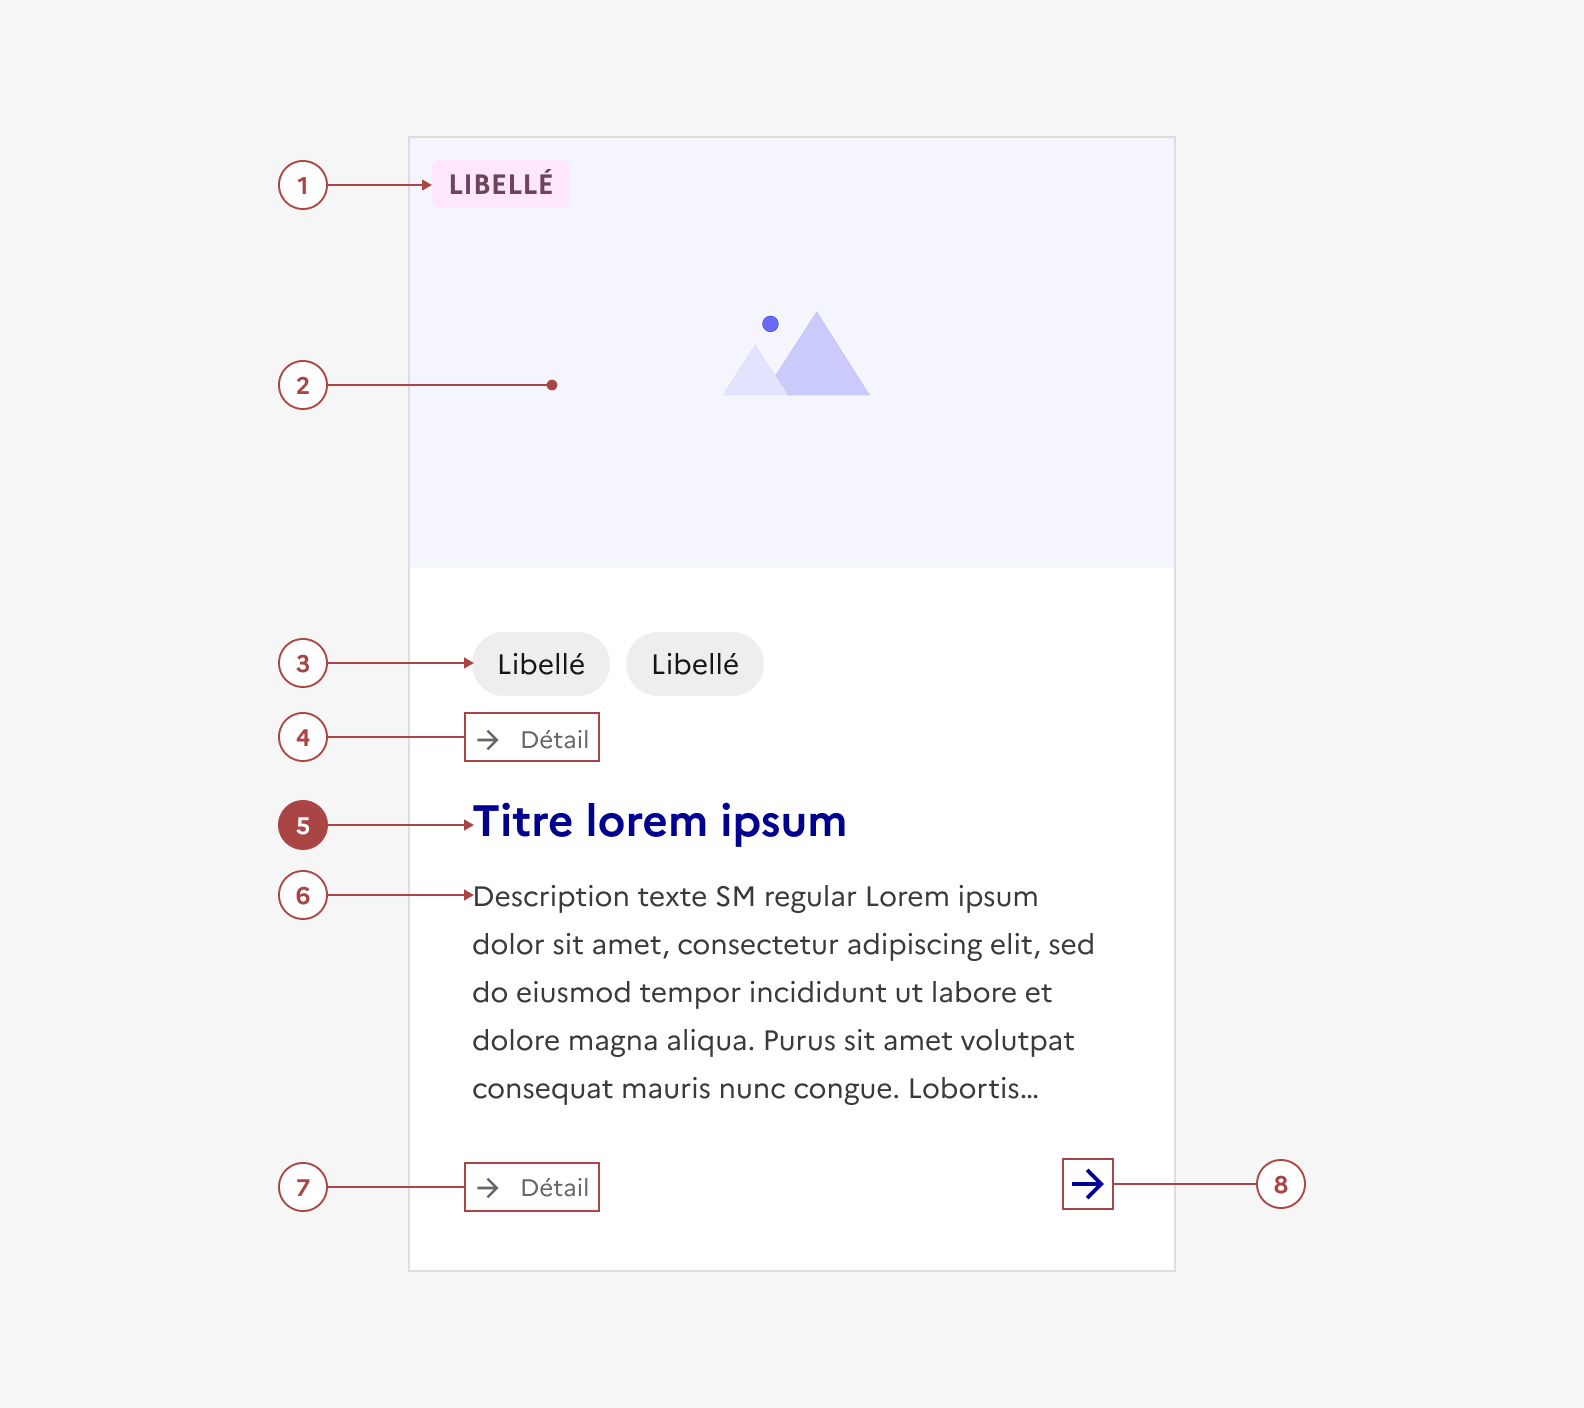 1 LIBELLÉ
2
3 Libellé Libellé
4 → Détail
5 Titre lorem ipsum
6 Description texte SM regular Lorem ipsum
dolor sit amet, consectetur adipiscing elit, sed
do eiusmod tempor incididunt ut labore et
dolore magna aliqua. Purus sit amet volutpat
consequat mauris nunc congue. Lobortis…
7 → Détail → 8